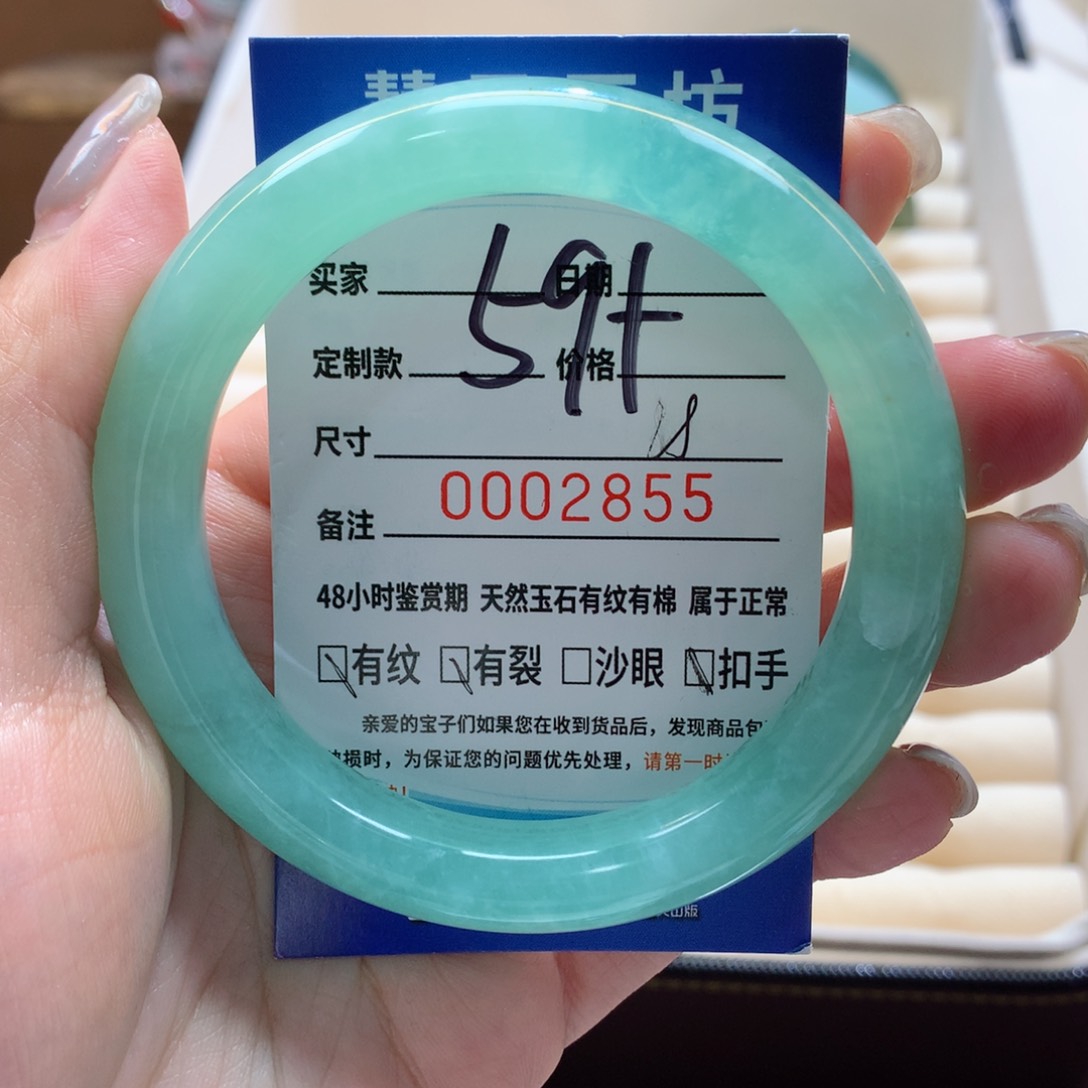 坊
59+
买家 日期
定制款 价格
尺寸
0002855
备注
48小时鉴赏期 天然玉石有纹有棉 属于正常
有纹 有裂 沙眼 扣手
亲爱的宝子们如果您在收到货品后，发现商品包
损时，为保证您的问题优先处理，请第一时
山版